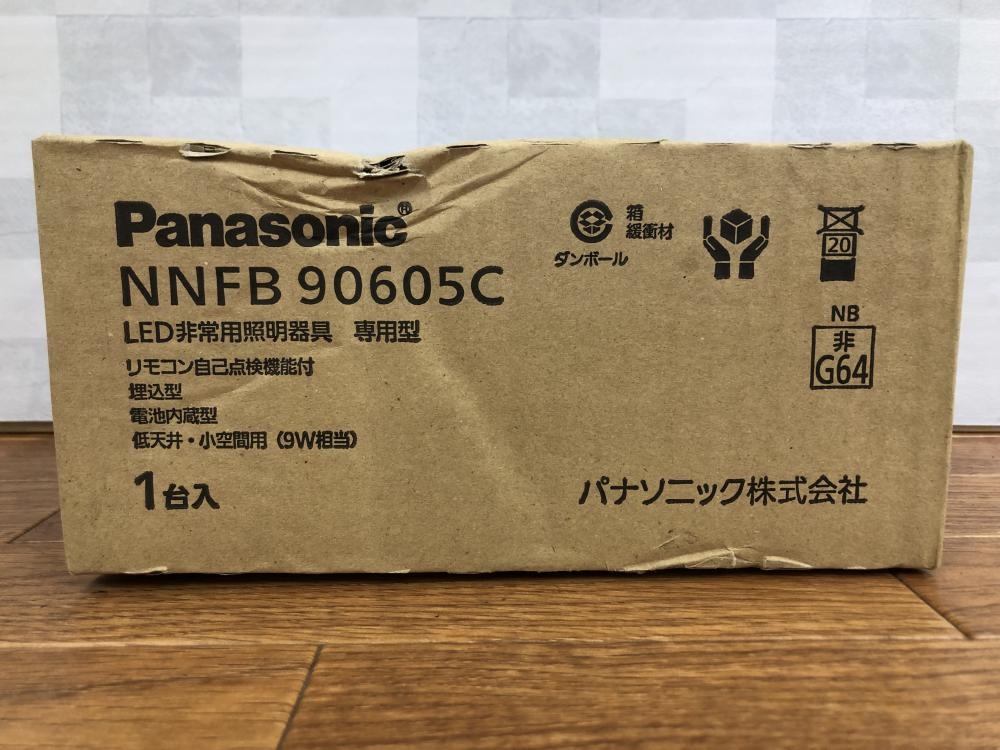 Panasonic®
NNFB 90605C
LED非常用照明器具 専用型
リモコン自己点検機能付
埋込型
電池内蔵型
低天井・小空間用（9W相当）
1台入
箱
緩衝材
ダンボール
20
NB
非
G64
パナソニック株式会社